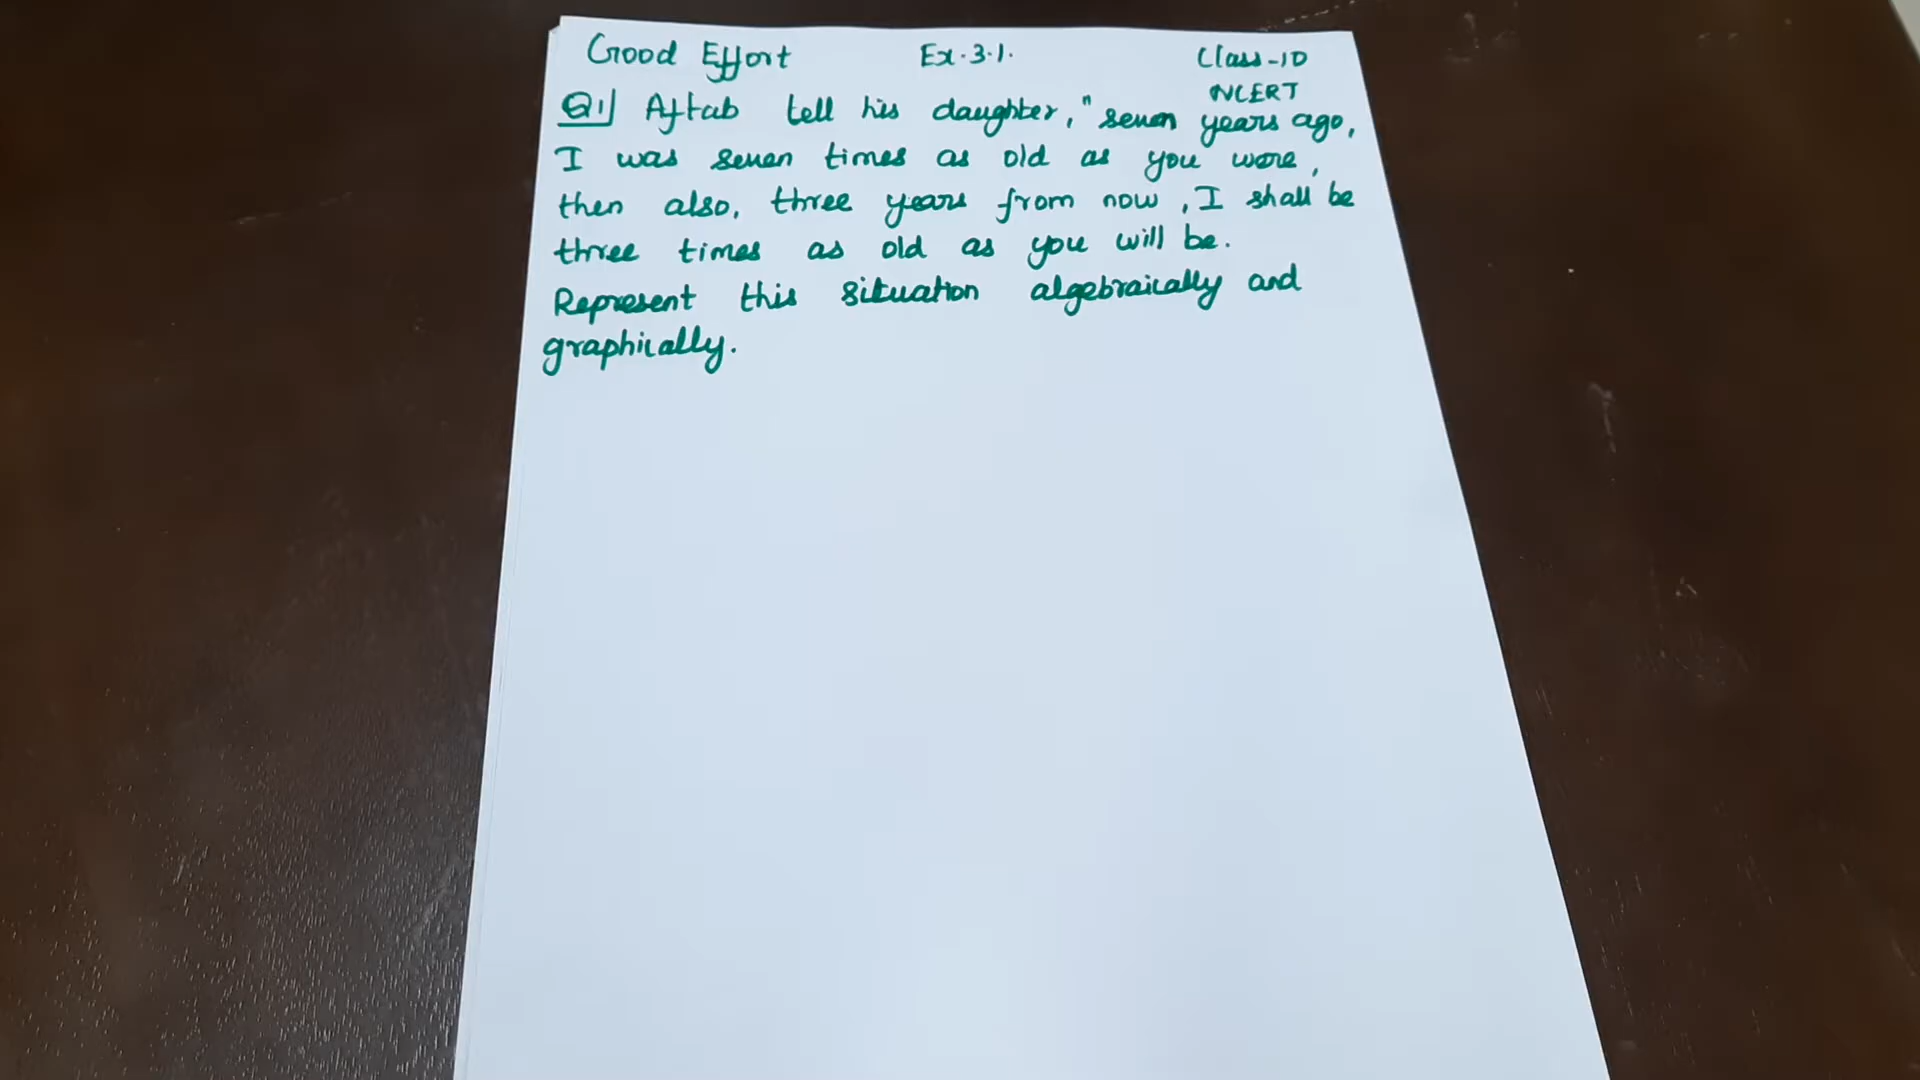 Good Effort Ex.3.1. Class-10
NCERT
Q1 Aftab tell his daughter, "seven years ago,
I was seven times as old as you were,
then also, three years from now, I shall be
three times as old as you will be.
Represent this situation algebraically and
graphically.